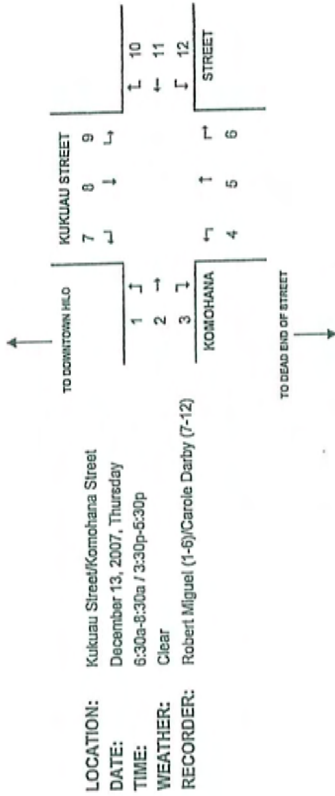 LOCATION: Kukuau Street/Komohana Street
DATE: December 13, 2007, Thursday
TIME: 6:30a-8:30a / 3:30p-5:30p
WEATHER: Clear
RECORDER: Robert Miguel (1-6)/Carole Darby (7-12)
TO DOWNTOWN HILO
KUKUAU STREET
7 8 9
1
2
3
10
11
12
KOMOHANA
STREET
4 5 6
TO DEAD END OF STREET